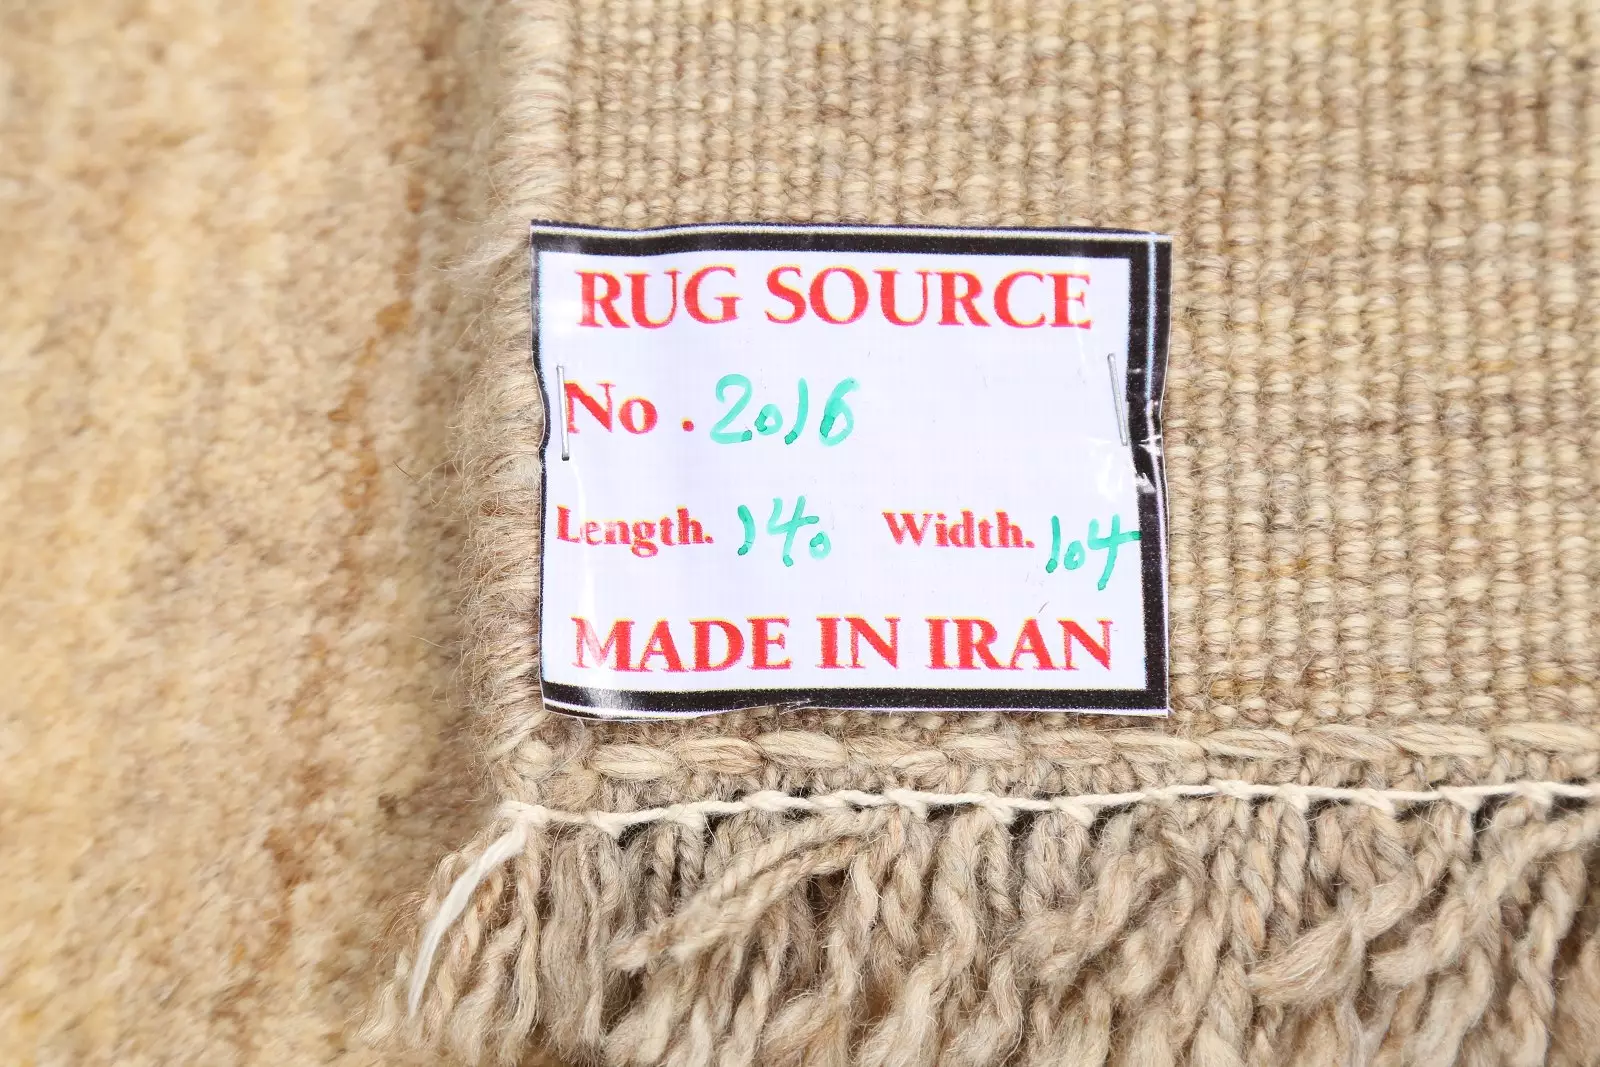 RUG SOURCE
No . 2016
Length. 140 Width. 104
MADE IN IRAN